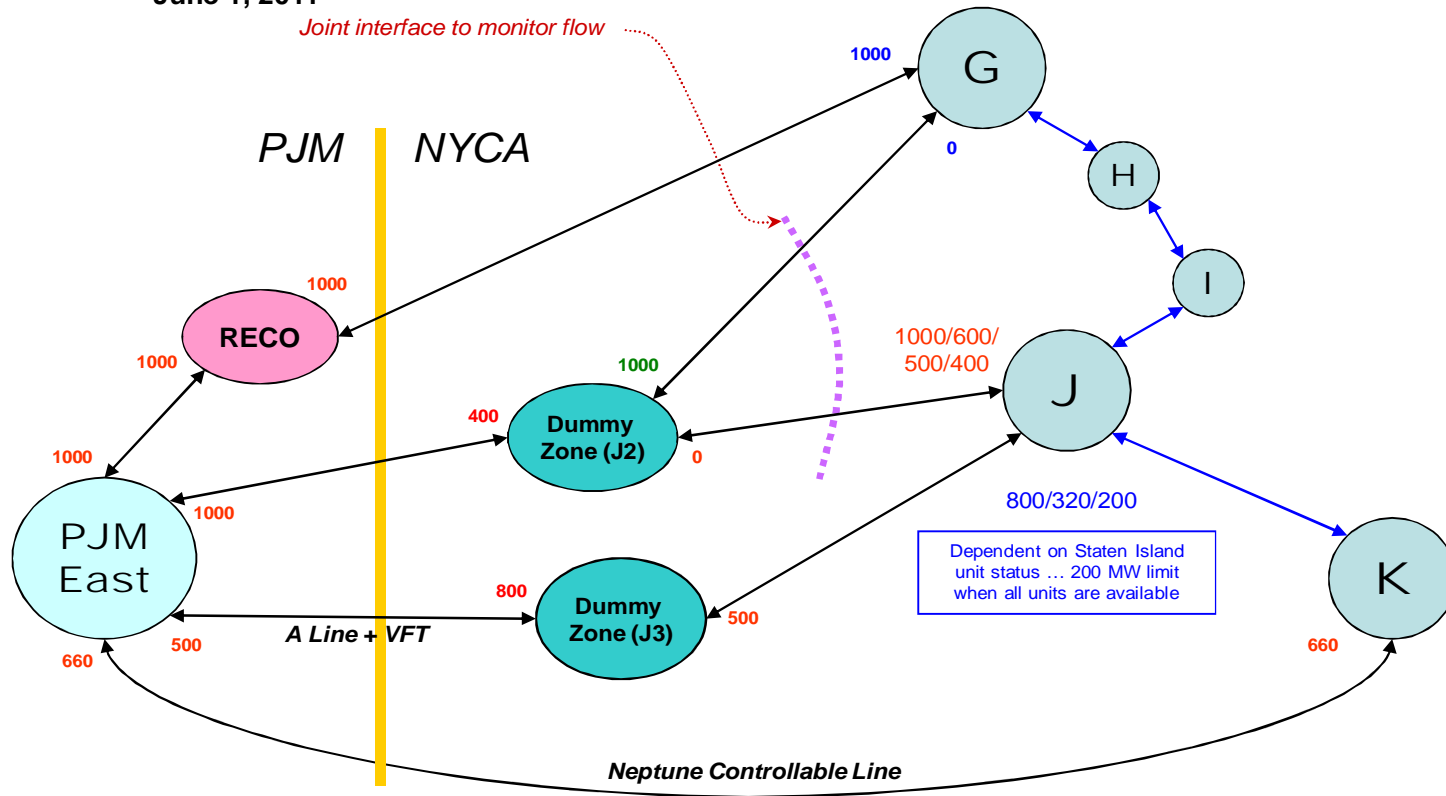 Joint interface to monitor flow
1000
G
PJM
NYCA
0
H
I
1000
RECO
1000
1000/600/
500/400
J
1000
400
Dummy
Zone (J2)
0
1000
1000
800/320/200
PJM
East
Dependent on Staten Island
unit status ... 200 MW limit
when all units are available
K
800
Dummy
Zone (J3)
500
A Line + VFT
500
660
660
Neptune Controllable Line